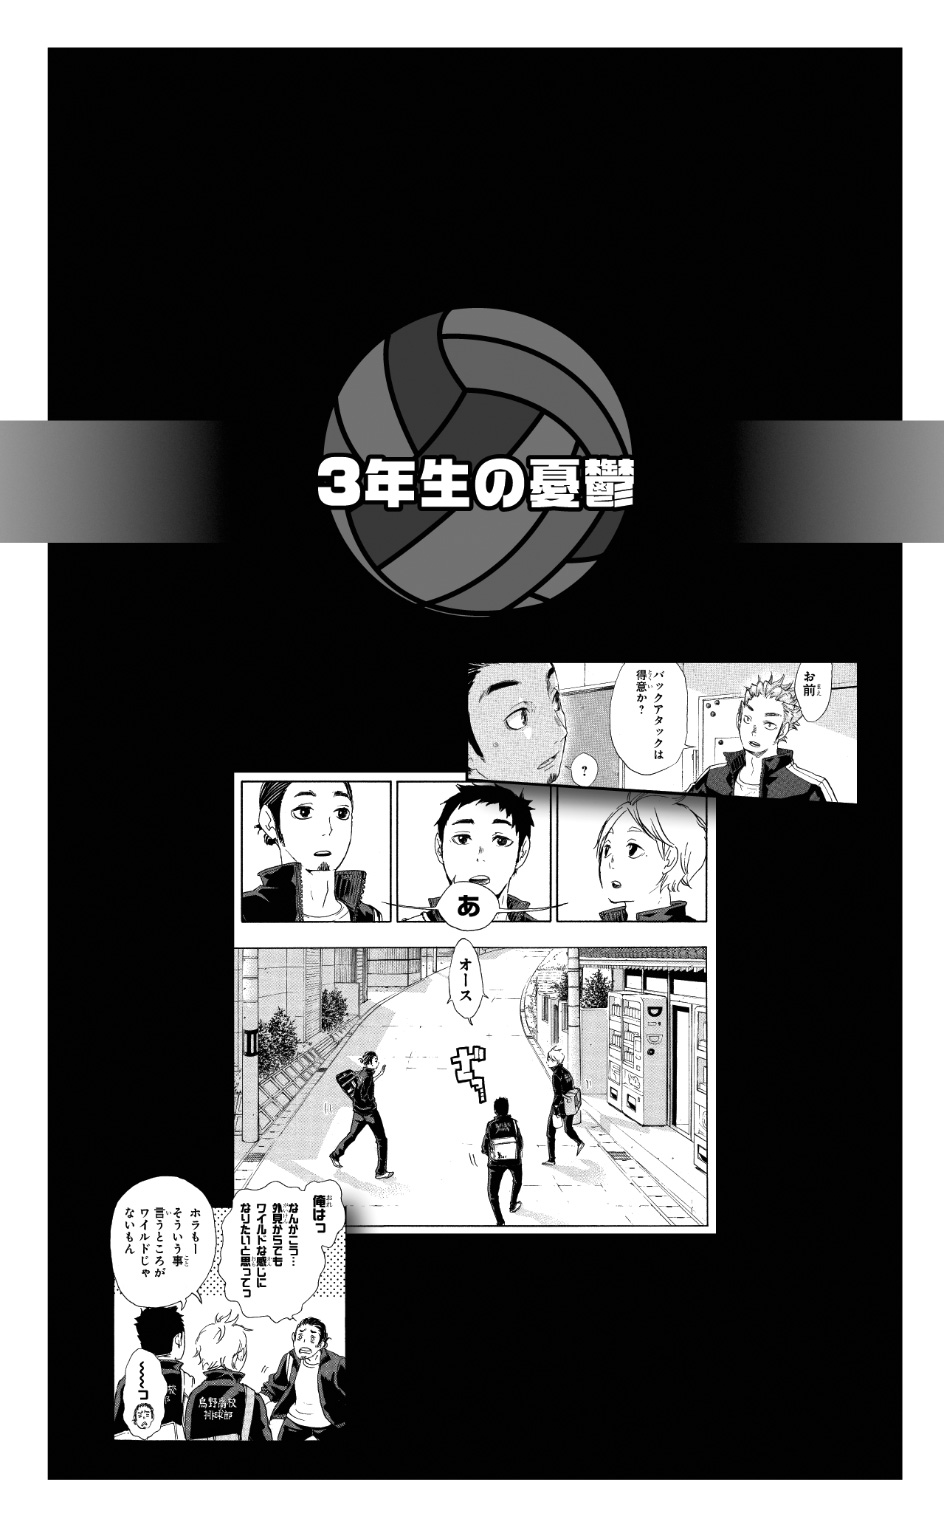 3年生の憂鬱
お前
バックアタックは
得意か?
?
あ
オース
ギャーッ
俺はっ
なんかこう…
外見からでも
ワイルドな感じに
なりたいと思ってっ
ホラもー
そういう事
言うところが
ワイルドじゃ
ないもん
〜〜〜っ
烏野高校
排球部